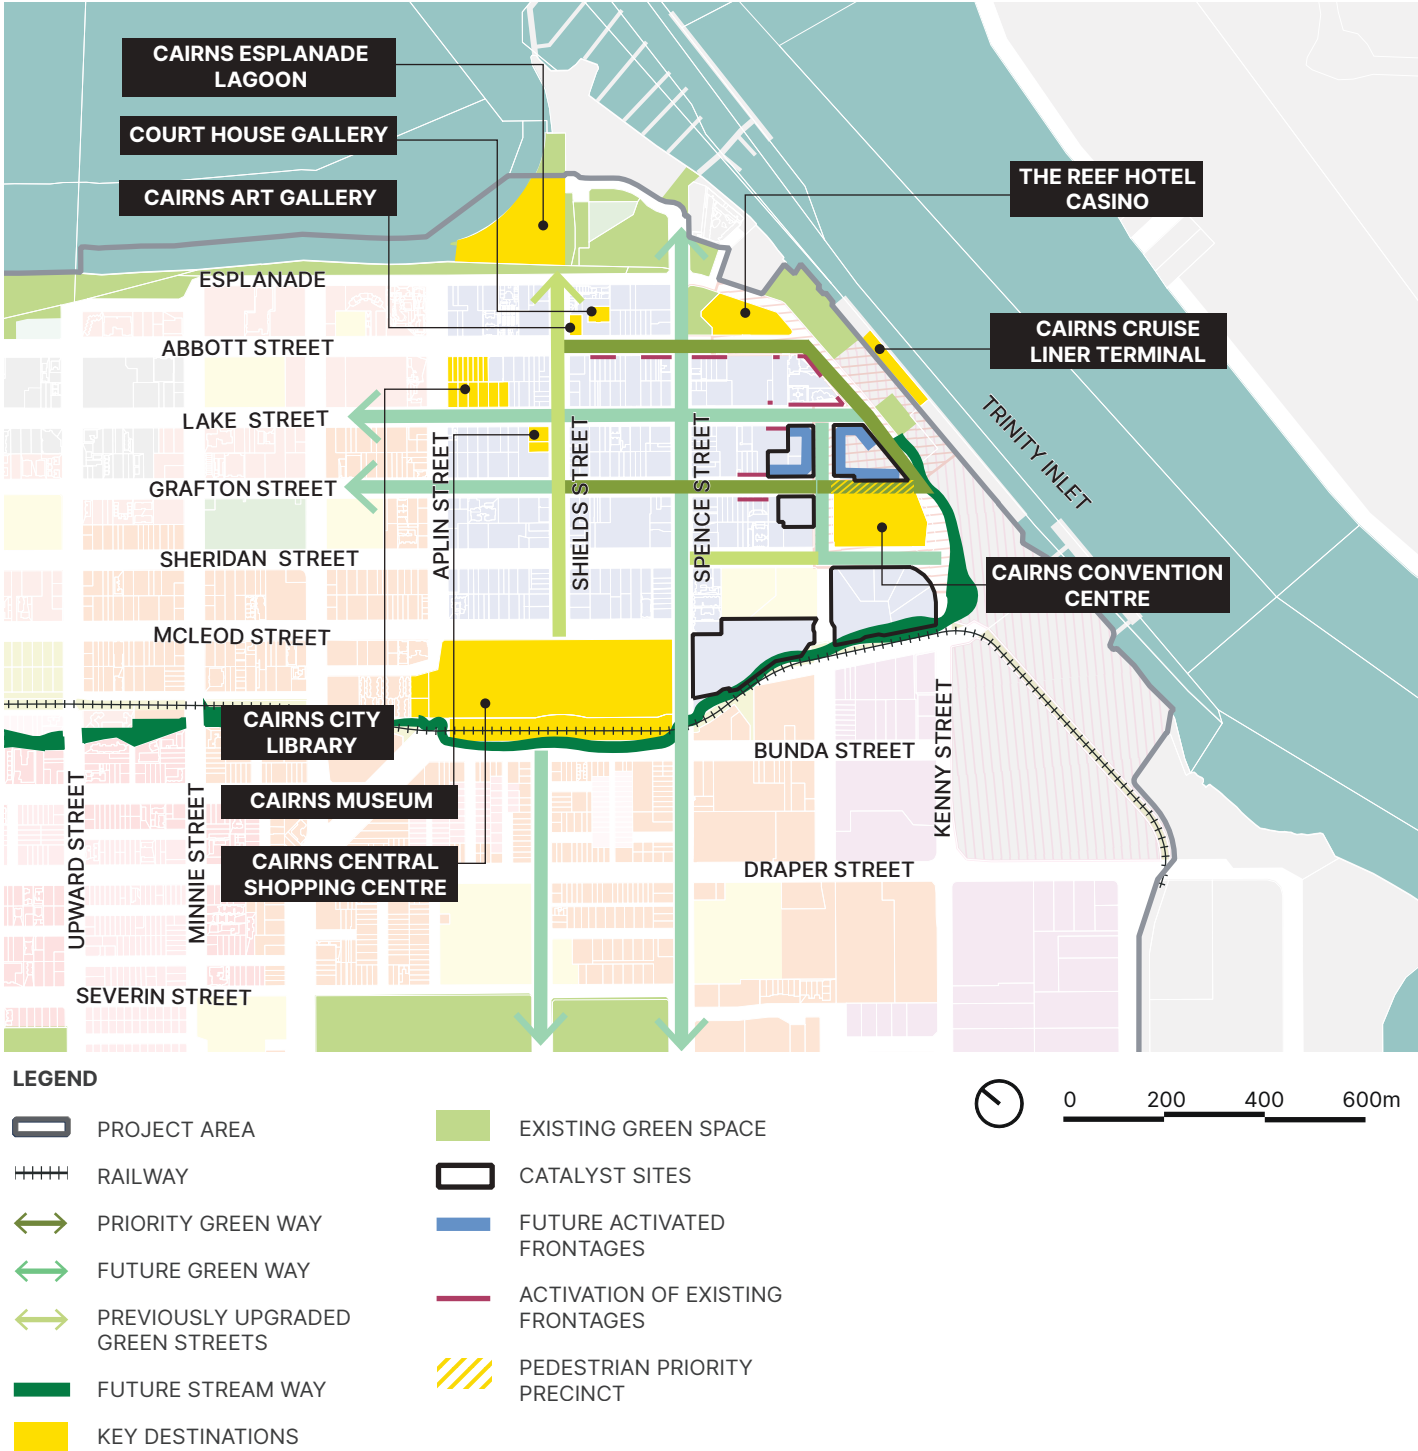 CAIRNS ESPLANADE
LAGOON
COURT HOUSE GALLERY
CAIRNS ART GALLERY
THE REEF HOTEL
CASINO
CAIRNS CRUISE
LINER TERMINAL
ESPLANADE
ABBOTT STREET
LAKE STREET
GRAFTON STREET
SHERIDAN STREET
MCLEOD STREET
APLIN STREET
SHIELDS STREET
SPENCE STREET
TRINITY INLET
CAIRNS CONVENTION
CENTRE
CAIRNS CITY
LIBRARY
CAIRNS MUSEUM
CAIRNS CENTRAL
SHOPPING CENTRE
BUNDA STREET
KENNY STREET
DRAPER STREET
UPWARD STREET
MINNIE STREET
SEVERIN STREET
LEGEND
PROJECT AREA
RAILWAY
PRIORITY GREEN WAY
FUTURE GREEN WAY
PREVIOUSLY UPGRADED
GREEN STREETS
FUTURE STREAM WAY
KEY DESTINATIONS
EXISTING GREEN SPACE
CATALYST SITES
FUTURE ACTIVATED
FRONTAGES
ACTIVATION OF EXISTING
FRONTAGES
PEDESTRIAN PRIORITY
PRECINCT
0 200 400 600m